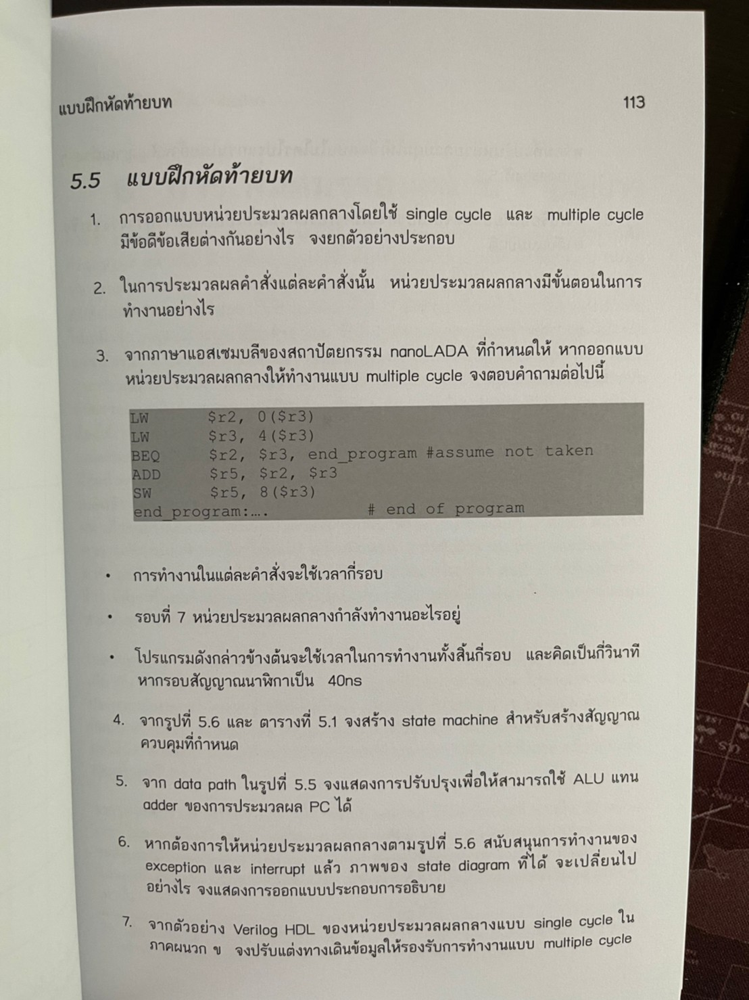 แบบฝึกหัดท้ายบท 113
5.5 แบบฝึกหัดท้ายบท
1. การออกแบบหน่วยประมวลผลกลางโดยใช้ single cycle และ multiple cycle
มีข้อดีข้อเสียต่างกันอย่างไร จงยกตัวอย่างประกอบ
2. ในการประมวลผลคำสั่งแต่ละคำสั่งนั้น หน่วยประมวลผลกลางมีขั้นตอนในการ
ทำงานอย่างไร
3. จากภาษาแอสเซมบลีของสถาปัตยกรรม nanoLADA ที่กำหนดให้ หากออกแบบ
หน่วยประมวลผลกลางให้ทำงานแบบ multiple cycle จงตอบคำถามต่อไปนี้
LW $r2, 0($r3)
LW $r3, 4($r3)
BEQ $r2, $r3, end_program #assume not taken
ADD $r5, $r2, $r3
SW $r5, 8($r3)
end_program:…. # end of program
• การทำงานในแต่ละคำสั่งจะใช้เวลากี่รอบ
• รอบที่ 7 หน่วยประมวลผลกลางกำลังทำงานอะไรอยู่
• โปรแกรมดังกล่าวข้างต้นจะใช้เวลาในการทำงานทั้งสิ้นกี่รอบ และคิดเป็นกี่วินาที
หากรอบสัญญาณนาฬิกาเป็น 40ns
4. จากรูปที่ 5.6 และ ตารางที่ 5.1 จงสร้าง state machine สำหรับสร้างสัญญาณ
ควบคุมที่กำหนด
5. จาก data path ในรูปที่ 5.5 จงแสดงการปรับปรุงเพื่อให้สามารถใช้ ALU แทน
adder ของการประมวลผล PC ได้
6. หากต้องการให้หน่วยประมวลผลกลางตามรูปที่ 5.6 สนับสนุนการทำงานของ
exception และ interrupt แล้ว ภาพของ state diagram ที่ได้ จะเปลี่ยนไป
อย่างไร จงแสดงการออกแบบประกอบการอธิบาย
7. จากตัวอย่าง Verilog HDL ของหน่วยประมวลผลกลางแบบ single cycle ใน
ภาคผนวก ข จงปรับแต่งทางเดินข้อมูลให้รองรับการทำงานแบบ multiple cycle